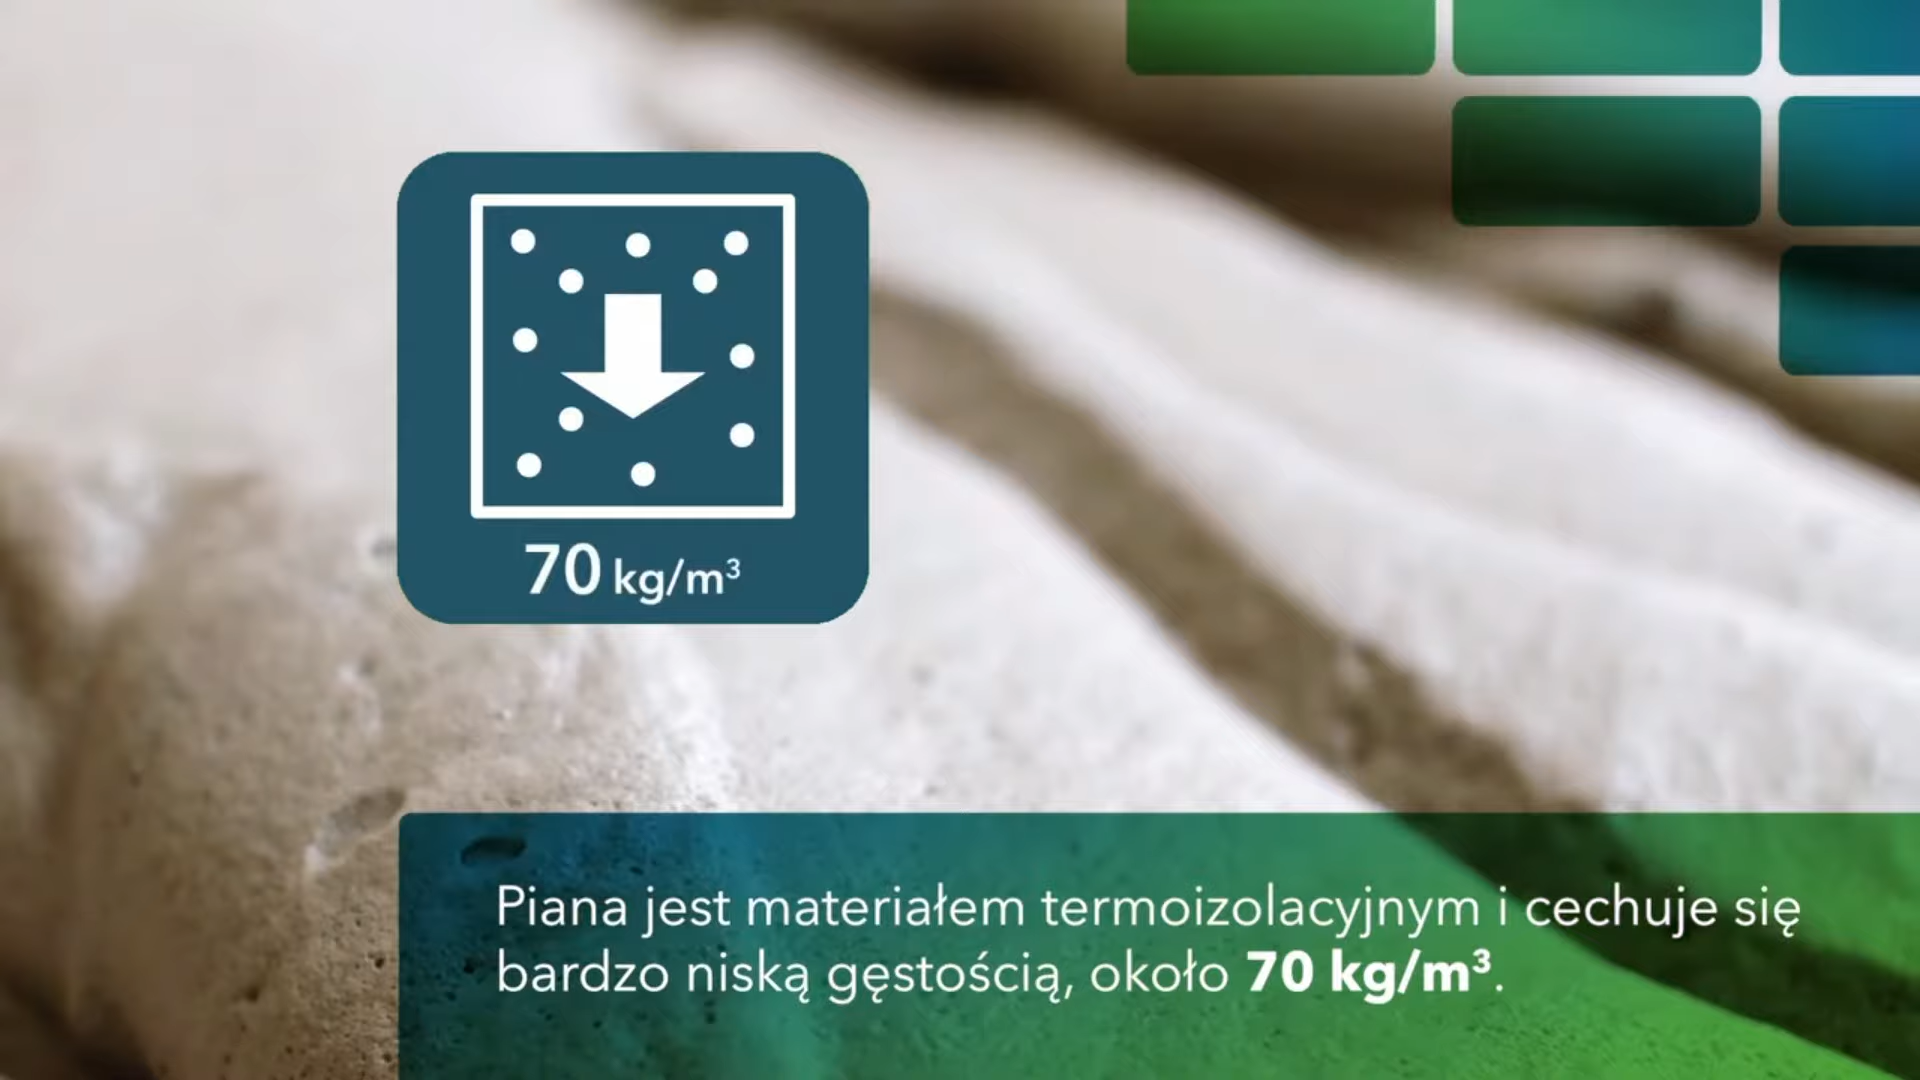 70 kg/m³
Piana jest materiałem termoizolacyjnym i cechuje się
bardzo niską gęstością, około 70 kg/m³.